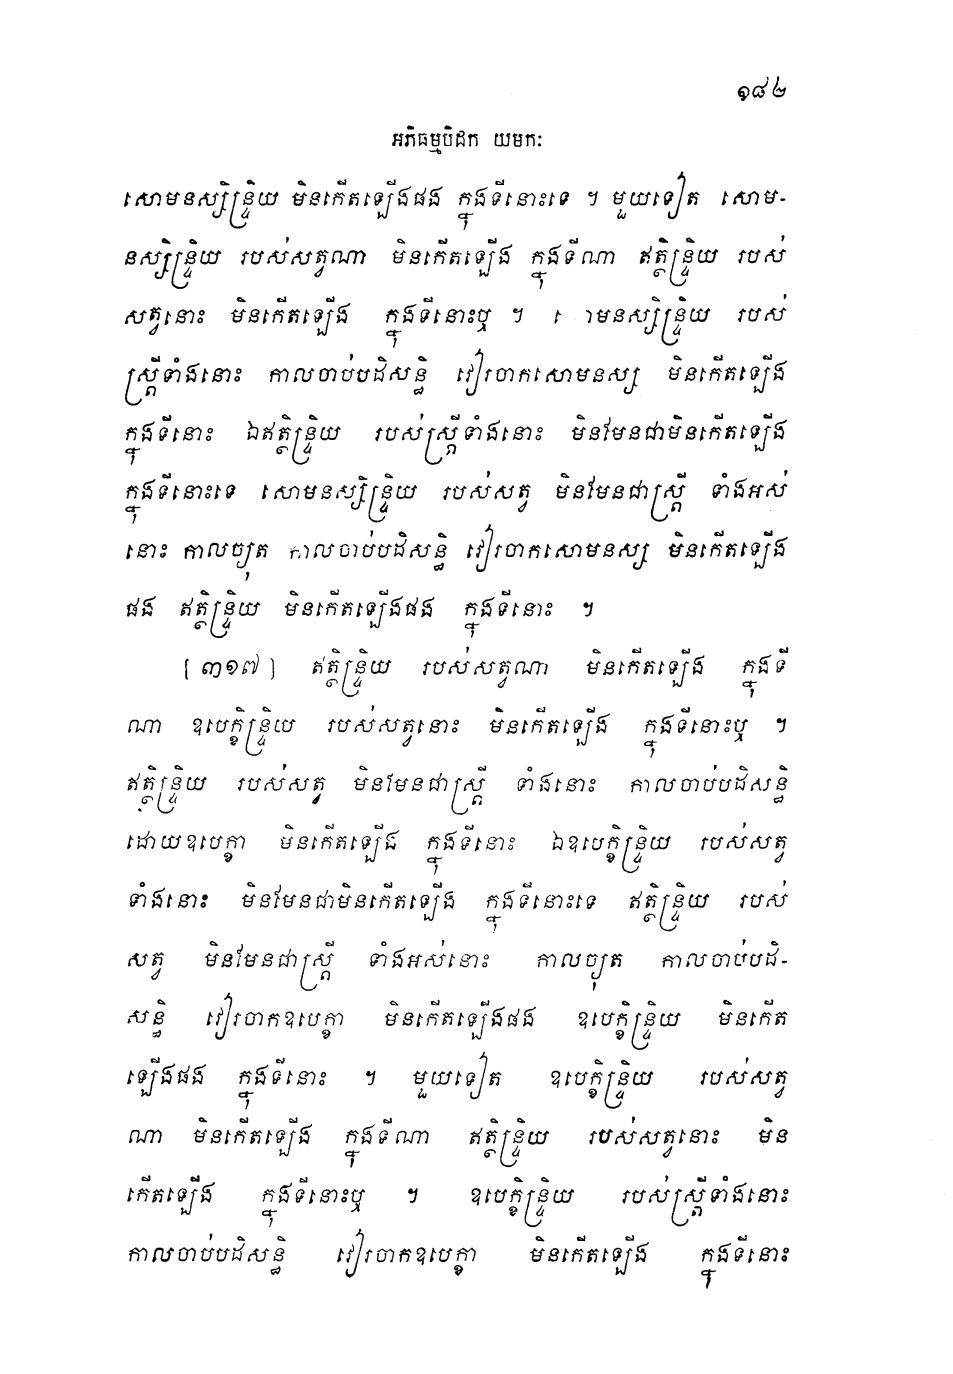 ១៨២
អភិធម្មបិដក យមកៈ
សោមនស្សិន្ទ្រិយ មិនកើតឡើងផង ក្នុងទីនោះទេ ។ មួយទៀត សោម-
នស្សិន្ទ្រិយ របស់សត្វណា មិនកើតឡើង ក្នុងទីណា ឥត្ថិន្ទ្រិយ របស់
សត្វនោះ មិនកើតឡើង ក្នុងទីនោះឬ ។ សោមនស្សិន្ទ្រិយ របស់
ស្ត្រីទាំងនោះ កាលចាប់បដិសន្ធិ វៀរចាកសោមនស្ស មិនកើតឡើង
ក្នុងទីនោះ ឯឥត្ថិន្ទ្រិយ របស់ស្ត្រីទាំងនោះ មិនមែនជាមិនកើតឡើង
ក្នុងទីនោះទេ សោមនស្សិន្ទ្រិយ របស់សត្វ មិនមែនជាស្ត្រី ទាំងអស់
នោះ កាលច្យុត កាលចាប់បដិសន្ធិ វៀរចាកសោមនស្ស មិនកើតឡើង
ផង ឥត្ថិន្ទ្រិយ មិនកើតឡើងផង ក្នុងទីនោះ ។
[៣១៧] ឥត្ថិន្ទ្រិយ របស់សត្វណា មិនកើតឡើង ក្នុងទី
ណា ឧបេក្ខិន្ទ្រិយ របស់សត្វនោះ មិនកើតឡើង ក្នុងទីនោះឬ ។
ឥត្ថិន្ទ្រិយ របស់សត្វ មិនមែនជាស្ត្រី ទាំងនោះ កាលចាប់បដិសន្ធិ
ដោយឧបេក្ខា មិនកើតឡើង ក្នុងទីនោះ ឯឧបេក្ខិន្ទ្រិយ របស់សត្វ
ទាំងនោះ មិនមែនជាមិនកើតឡើង ក្នុងទីនោះទេ ឥត្ថិន្ទ្រិយ របស់
សត្វ មិនមែនជាស្ត្រី ទាំងអស់នោះ កាលច្យុត កាលចាប់បដិ-
សន្ធិ វៀរចាកឧបេក្ខា មិនកើតឡើងផង ឧបេក្ខិន្ទ្រិយ មិនកើត
ឡើងផង ក្នុងទីនោះ ។ មួយទៀត ឧបេក្ខិន្ទ្រិយ របស់សត្វ
ណា មិនកើតឡើង ក្នុងទីណា ឥត្ថិន្ទ្រិយ របស់សត្វនោះ មិន
កើតឡើង ក្នុងទីនោះឬ ។ ឧបេក្ខិន្ទ្រិយ របស់ស្ត្រីទាំងនោះ
កាលចាប់បដិសន្ធិ វៀរចាកឧបេក្ខា មិនកើតឡើង ក្នុងទីនោះ